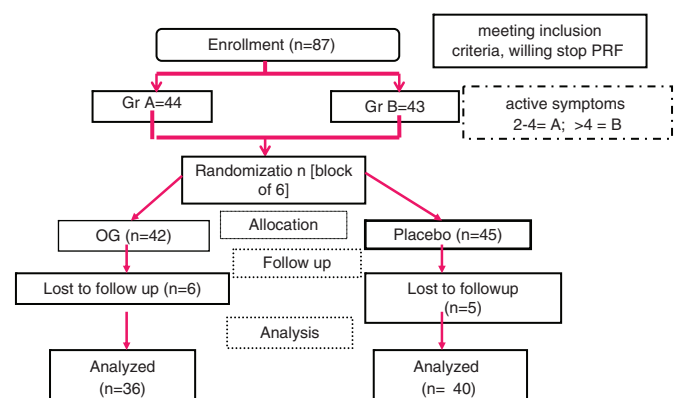 Enrollment (n=87)
meeting inclusion
criteria, willing stop PRF
Gr A=44
Gr B=43
active symptoms
2-4= A;  >4 = B
Randomizatio n [block
of 6]
Allocation
OG (n=42)
Placebo (n=45)
Follow up
Lost to follow up (n=6)
Lost to followup
(n=5)
Analysis
Analyzed
(n=36)
Analyzed
(n=  40)